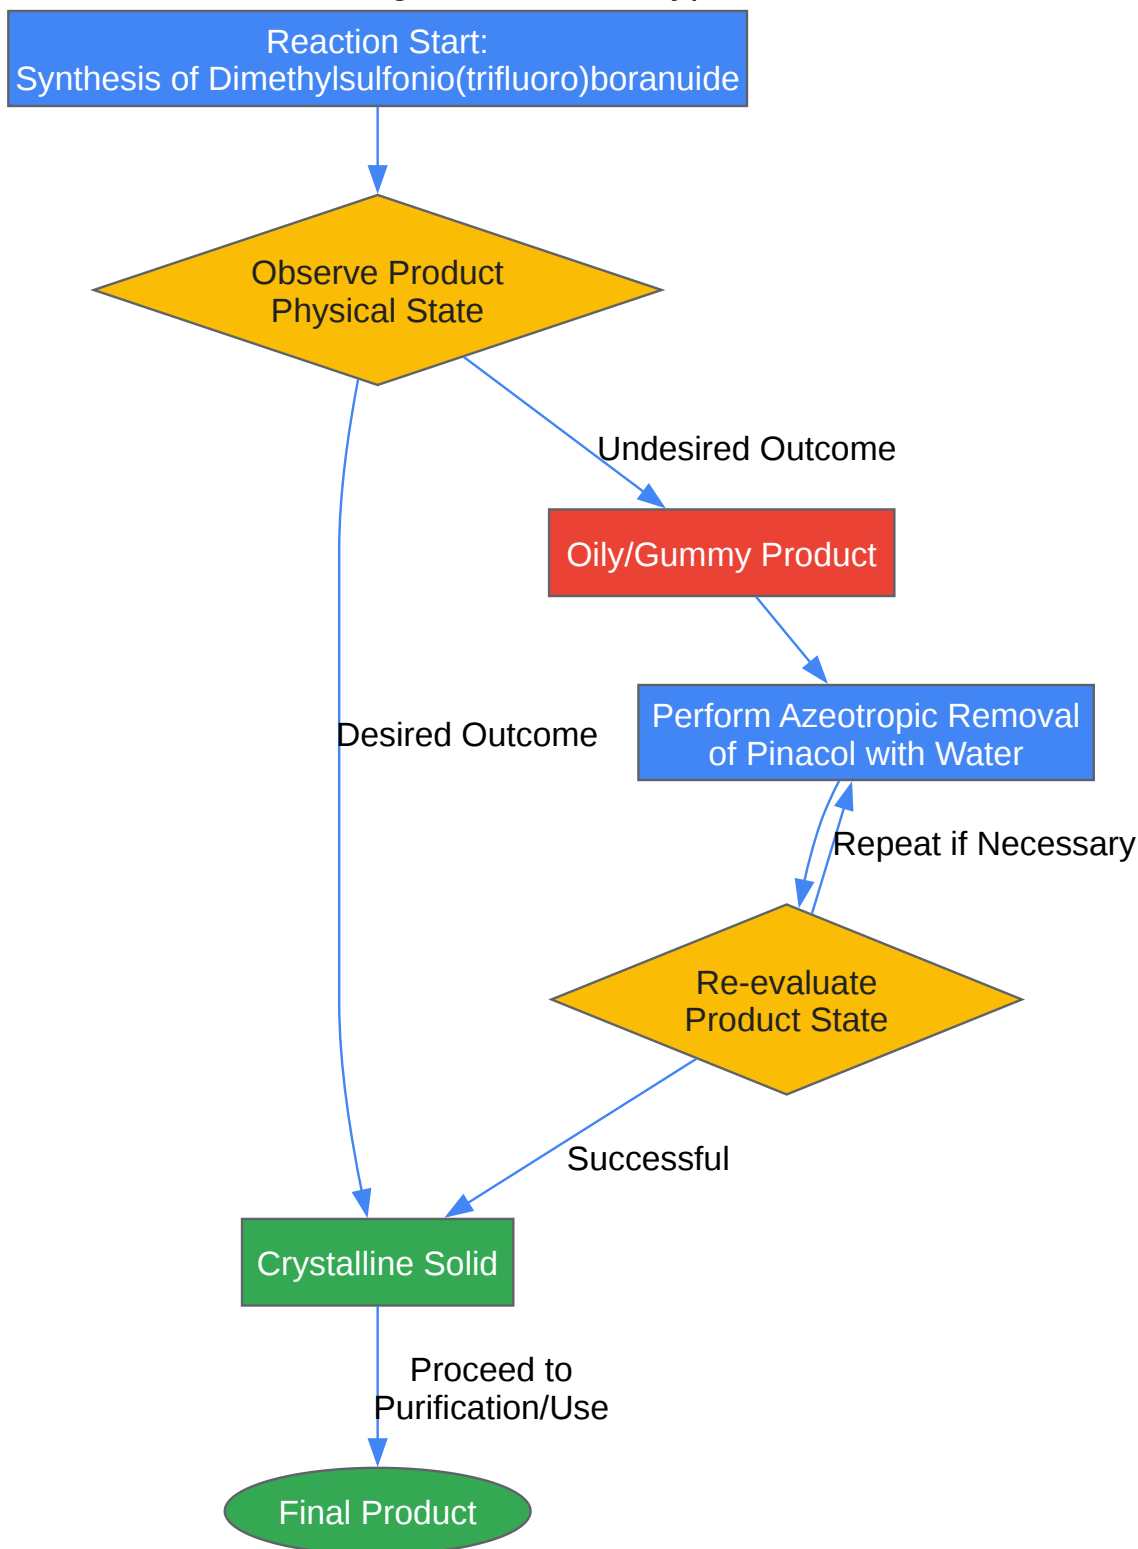 Reaction Start:
Synthesis of Dimethylsulfonio(trifluoro)boranuide
Observe Product
Physical State
Undesired Outcome
Oily/Gummy Product
Desired Outcome
Perform Azeotropic Removal
of Pinacol with Water
Repeat if Necessary
Re-evaluate
Product State
Successful
Crystalline Solid
Proceed to
Purification/Use
Final Product